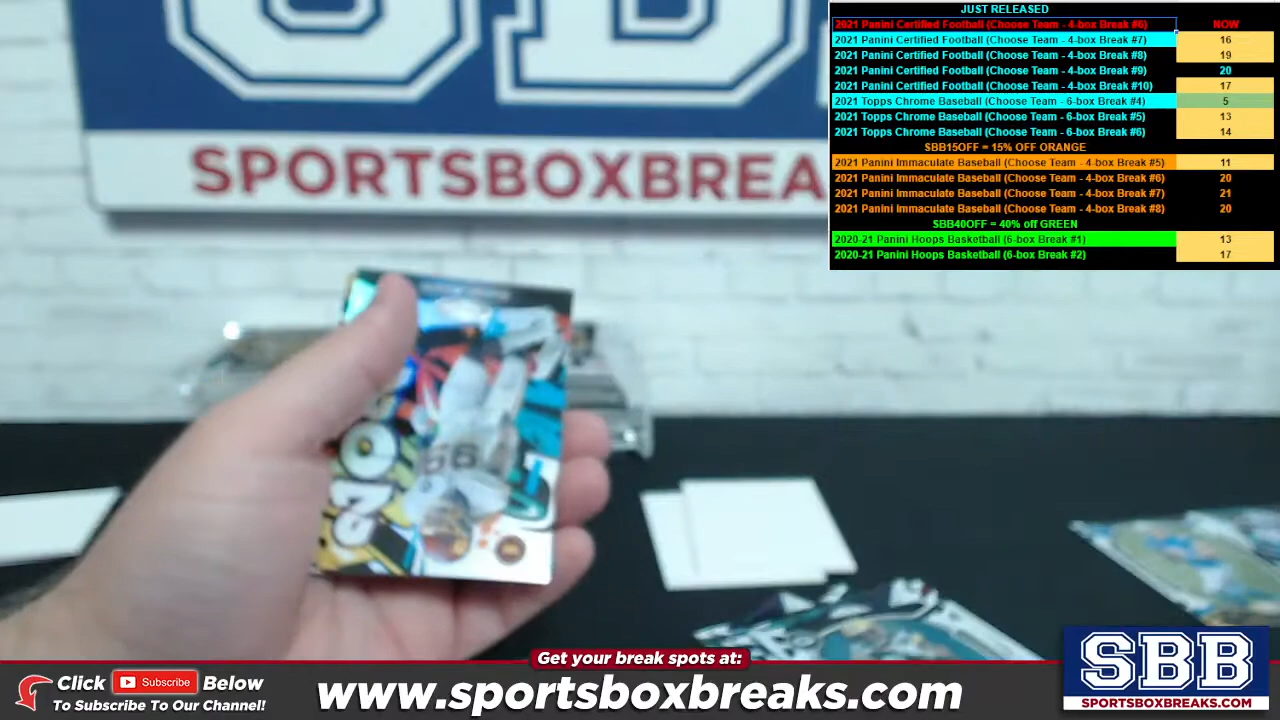 SBB
SPORTSBOXBREA
JUST RELEASED
2021 Panini Certified Football (Choose Team - 4-box Break #6) NOW
2021 Panini Certified Football (Choose Team - 4-box Break #7) 16
2021 Panini Certified Football (Choose Team - 4-box Break #8) 19
2021 Panini Certified Football (Choose Team - 4-box Break #9) 20
2021 Panini Certified Football (Choose Team - 4-box Break #10) 17
2021 Topps Chrome Baseball (Choose Team - 6-box Break #4) 5
2021 Topps Chrome Baseball (Choose Team - 6-box Break #5) 13
2021 Topps Chrome Baseball (Choose Team - 6-box Break #6) 14
SBB15OFF = 15% OFF ORANGE
2021 Panini Immaculate Baseball (Choose Team - 4-box Break #5) 11
2021 Panini Immaculate Baseball (Choose Team - 4-box Break #6) 20
2021 Panini Immaculate Baseball (Choose Team - 4-box Break #7) 21
2021 Panini Immaculate Baseball (Choose Team - 4-box Break #8) 20
SBB40OFF = 40% off GREEN
2020-21 Panini Hoops Basketball (6-box Break #1) 13
2020-21 Panini Hoops Basketball (6-box Break #2) 17
66
Get your break spots at:
Click Subscribe Below
To Subscribe To Our Channel!
www.sportsboxbreaks.com
SBB
SPORTSBOXBREAKS.COM